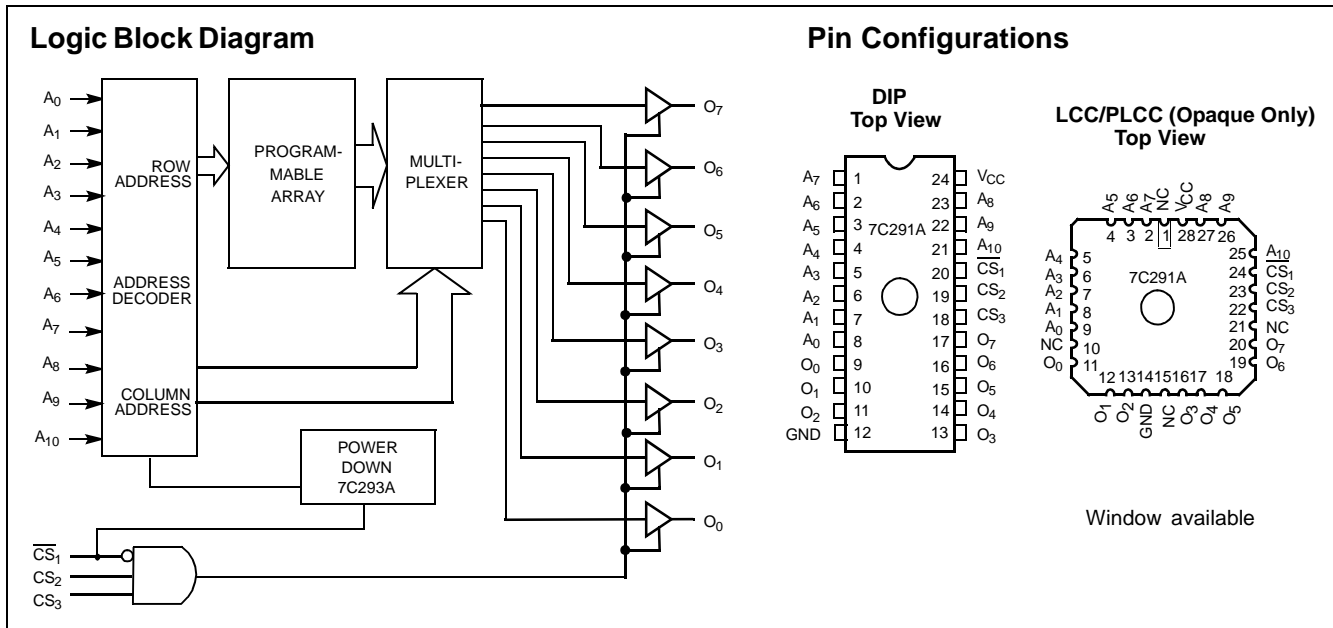 Logic Block Diagram
A0
A1
A2
A3
A4
A5
A6
A7
A8
A9
A10
ROW
ADDRESS
ADDRESS
DECODER
COLUMN
ADDRESS
PROGRAM-
MABLE
ARRAY
MULTI-
PLEXER
POWER
DOWN
7C293A
CS1
CS2
CS3
O7
O6
O5
O4
O3
O2
O1
O0
Pin Configurations
DIP
Top View
7C291A
A7 1 24 VCC
A6 2 23 A8
A5 3 22 A9
A4 4 21 A10
A3 5 20 CS1
A2 6 19 CS2
A1 7 18 CS3
A0 8 17 O7
O0 9 16 O6
O1 10 15 O5
O2 11 14 O4
GND 12 13 O3
LCC/PLCC (Opaque Only)
Top View
A5 A6 A7 NC VCC A8 A9
4 3 2 1 28 27 26
A4 5 25 A10
A3 6 24 CS1
A2 7 23 CS2
A1 8 22 CS3
A0 9 21 NC
NC 10 20 O7
O0 11 19 O6
7C291A
12 13 14 15 16 17 18
O1 O2 GND NC O3 O4 O5
Window available